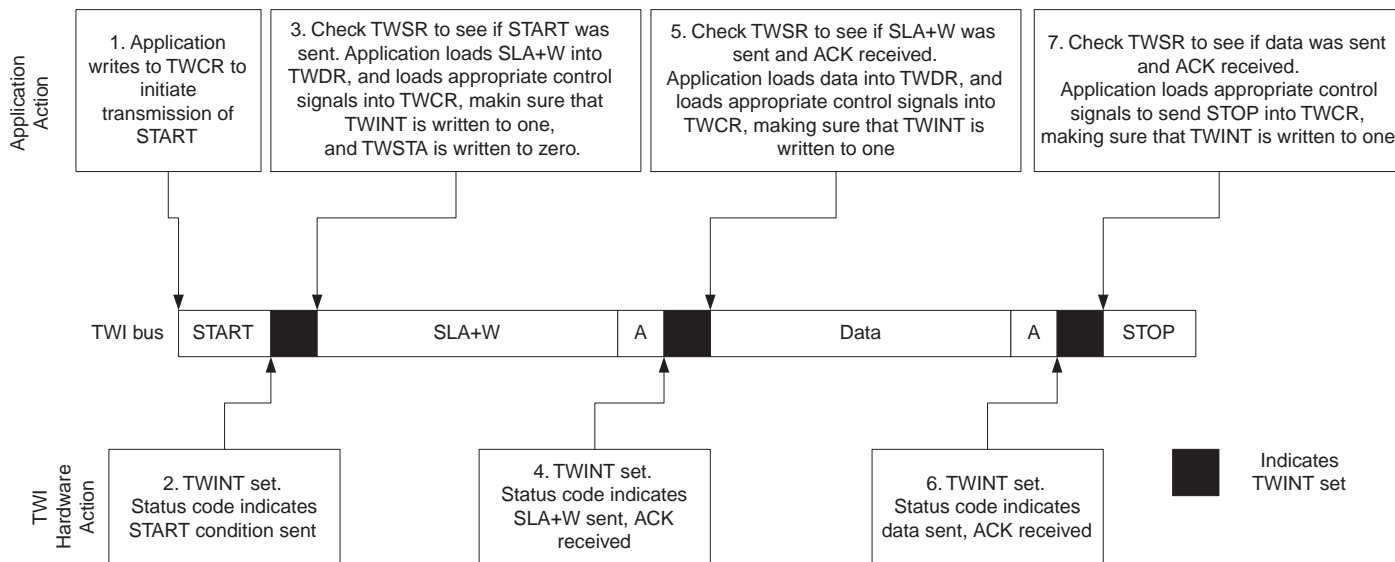 Application
Action
1. Application
writes to TWCR to
initiate
transmission of
START
3. Check TWSR to see if START was
sent. Application loads SLA+W into
TWDR, and loads appropriate control
signals into TWCR, makin sure that
TWINT is written to one,
and TWSTA is written to zero.
5. Check TWSR to see if SLA+W was
sent and ACK received.
Application loads data into TWDR, and
loads appropriate control signals into
TWCR, making sure that TWINT is
written to one
7. Check TWSR to see if data was sent
and ACK received.
Application loads appropriate control
signals to send STOP into TWCR,
making sure that TWINT is written to one
TWI bus
START
SLA+W
A
Data
A
STOP
TWI
Hardware
Action
2. TWINT set.
Status code indicates
START condition sent
4. TWINT set.
Status code indicates
SLA+W sent, ACK
received
6. TWINT set.
Status code indicates
data sent, ACK received
Indicates
TWINT set